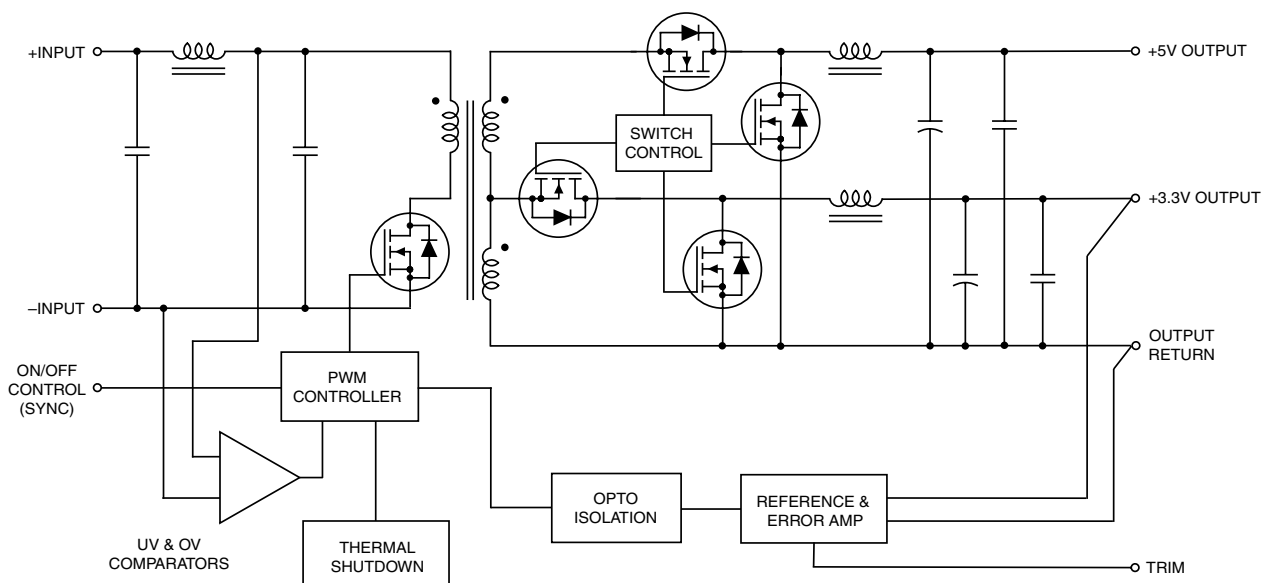 +INPUT
+5V OUTPUT
SWITCH
CONTROL
+3.3V OUTPUT
–INPUT
OUTPUT
RETURN
ON/OFF
CONTROL
(SYNC)
PWM
CONTROLLER
OPTO
ISOLATION
REFERENCE &
ERROR AMP
UV & OV
COMPARATORS
THERMAL
SHUTDOWN
TRIM